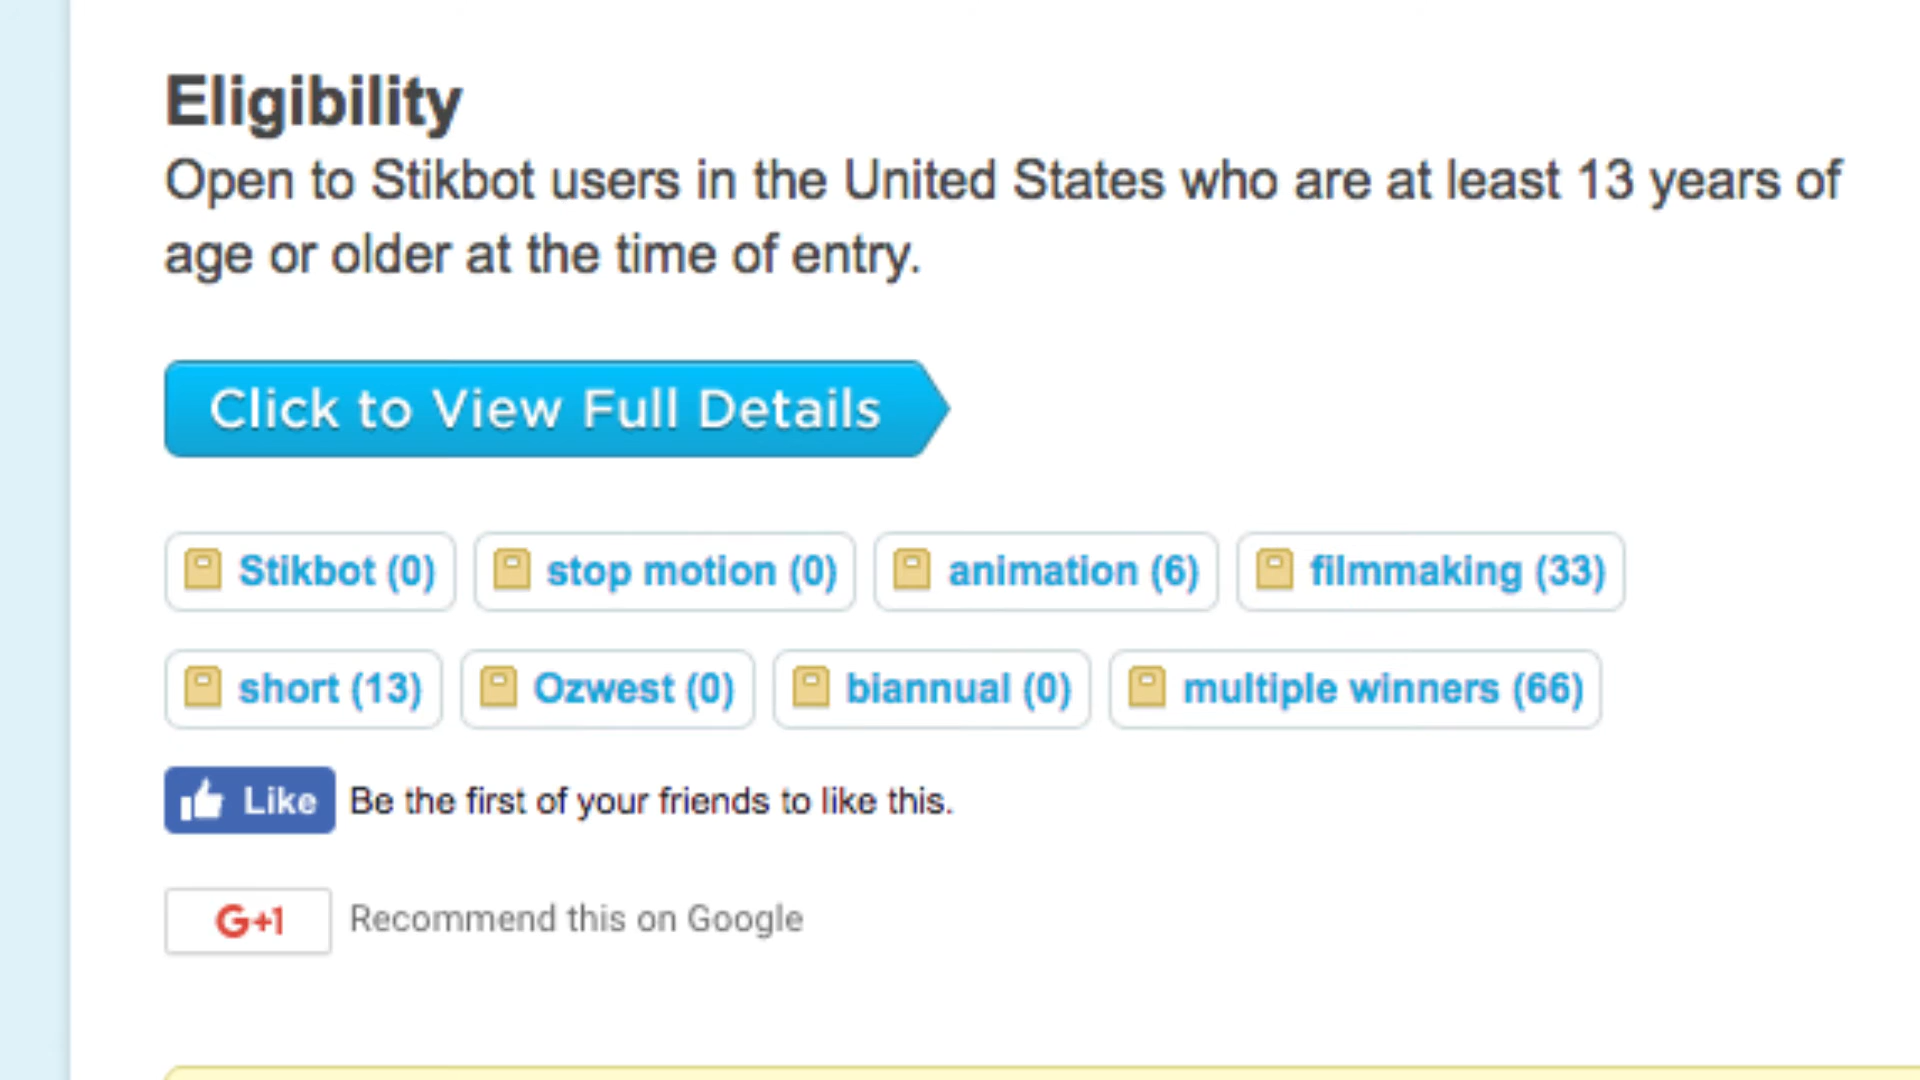 Eligibility
Open to Stikbot users in the United States who are at least 13 years of
age or older at the time of entry.
Click to View Full Details
Stikbot (0) stop motion (0) animation (6) filmmaking (33)
short (13) Ozwest (0) biannual (0) multiple winners (66)
Like Be the first of your friends to like this.
G+1 Recommend this on Google